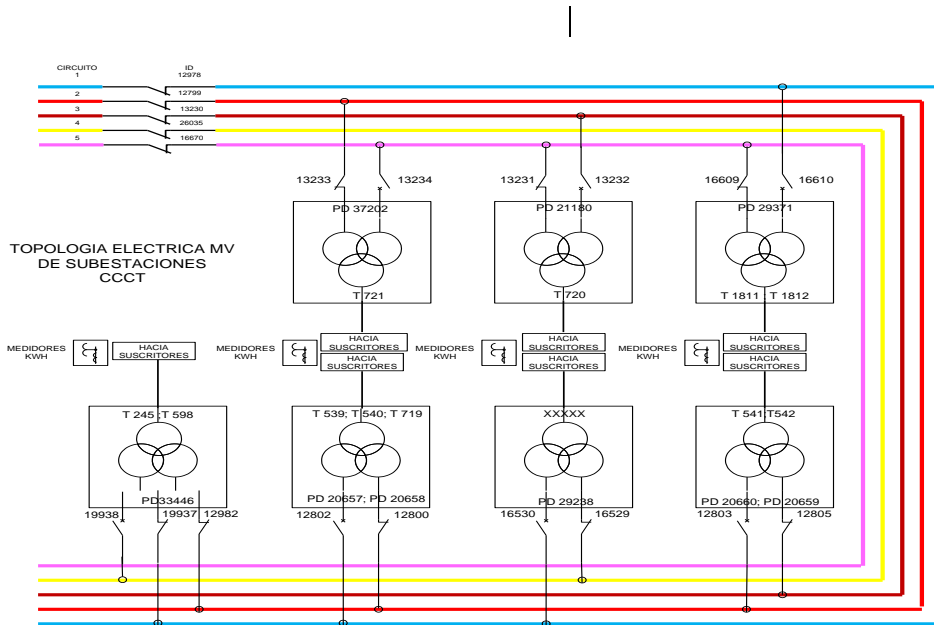 CIRCUITO ID
1 12978
2 12799
3 13230
4 26035
5 16670
13233 13234 13231 13232 16609 16610
PD 37202 PD 21180 PD 29371
TOPOLOGIA ELECTRICA MV
DE SUBESTACIONES
CCCT
T 721 T 720 T 1811 ; T 1812
MEDIDORES
KWH
HACIA
SUSCRITORES
MEDIDORES
KWH
HACIA
SUSCRITORES
HACIA
SUSCRITORES
MEDIDORES
KWH
HACIA
SUSCRITORES
HACIA
SUSCRITORES
MEDIDORES
KWH
HACIA
SUSCRITORES
HACIA
SUSCRITORES
T 245 ;T 598 T 539; T 540; T 719 XXXXX T 541;T542
PD33446 PD 20657; PD 20658 PD 29238 PD 20660; PD 20659
19938 19937 12982 12802 12800 16530 16529 12803 12805